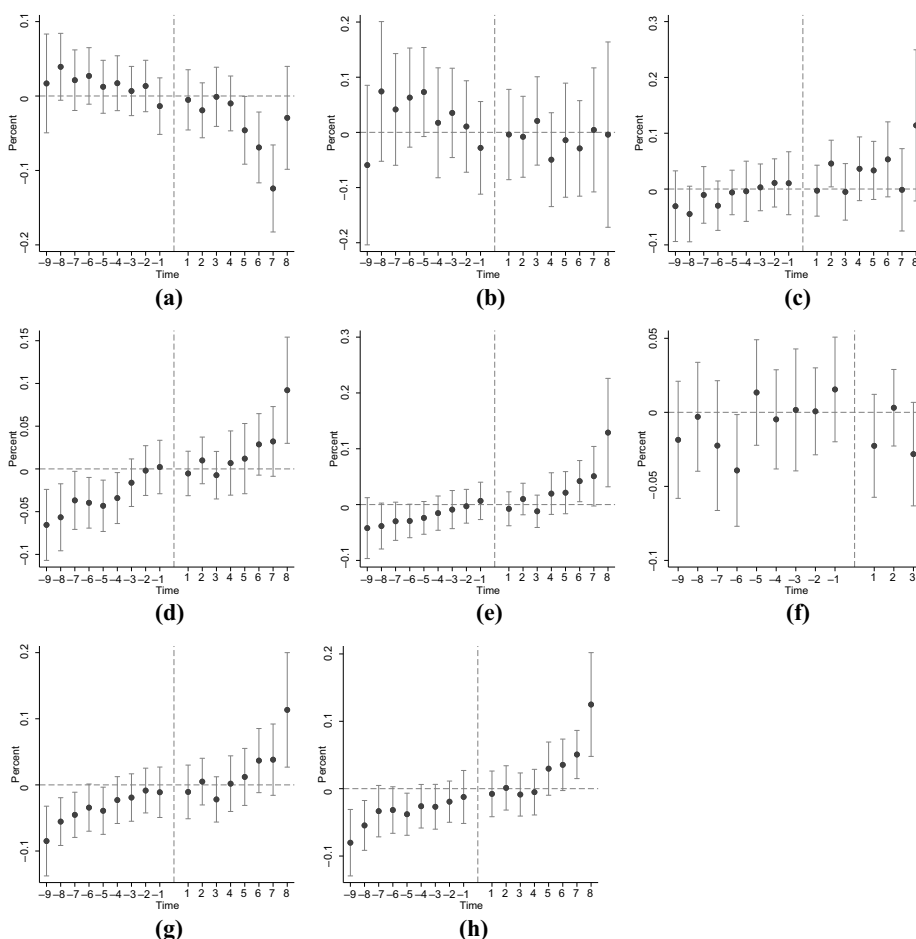 0.1 0 −0.1 −0.2
Percent
−9 −8 −7 −6 −5 −4 −3 −2 −1 1 2 3 4 5 6 7 8
Time
(a)
0.2 0.1 0 −0.1 −0.2
Percent
−9 −8 −7 −6 −5 −4 −3 −2 −1 1 2 3 4 5 6 7 8
Time
(b)
0.3 0.2 0.1 0 −0.1
Percent
−9 −8 −7 −6 −5 −4 −3 −2 −1 1 2 3 4 5 6 7 8
Time
(c)
0.15 0.1 0.05 0 −0.05 −0.1
Percent
−9 −8 −7 −6 −5 −4 −3 −2 −1 1 2 3 4 5 6 7 8
Time
(d)
0.3 0.2 0.1 0 −0.1
Percent
−9 −8 −7 −6 −5 −4 −3 −2 −1 1 2 3 4 5 6 7 8
Time
(e)
0.05 0 −0.05 −0.1
Percent
−9 −8 −7 −6 −5 −4 −3 −2 −1 1 2 3
Time
(f)
0.2 0.1 0 −0.1
Percent
−9 −8 −7 −6 −5 −4 −3 −2 −1 1 2 3 4 5 6 7 8
Time
(g)
0.2 0.1 0 −0.1
Percent
−9 −8 −7 −6 −5 −4 −3 −2 −1 1 2 3 4 5 6 7 8
Time
(h)